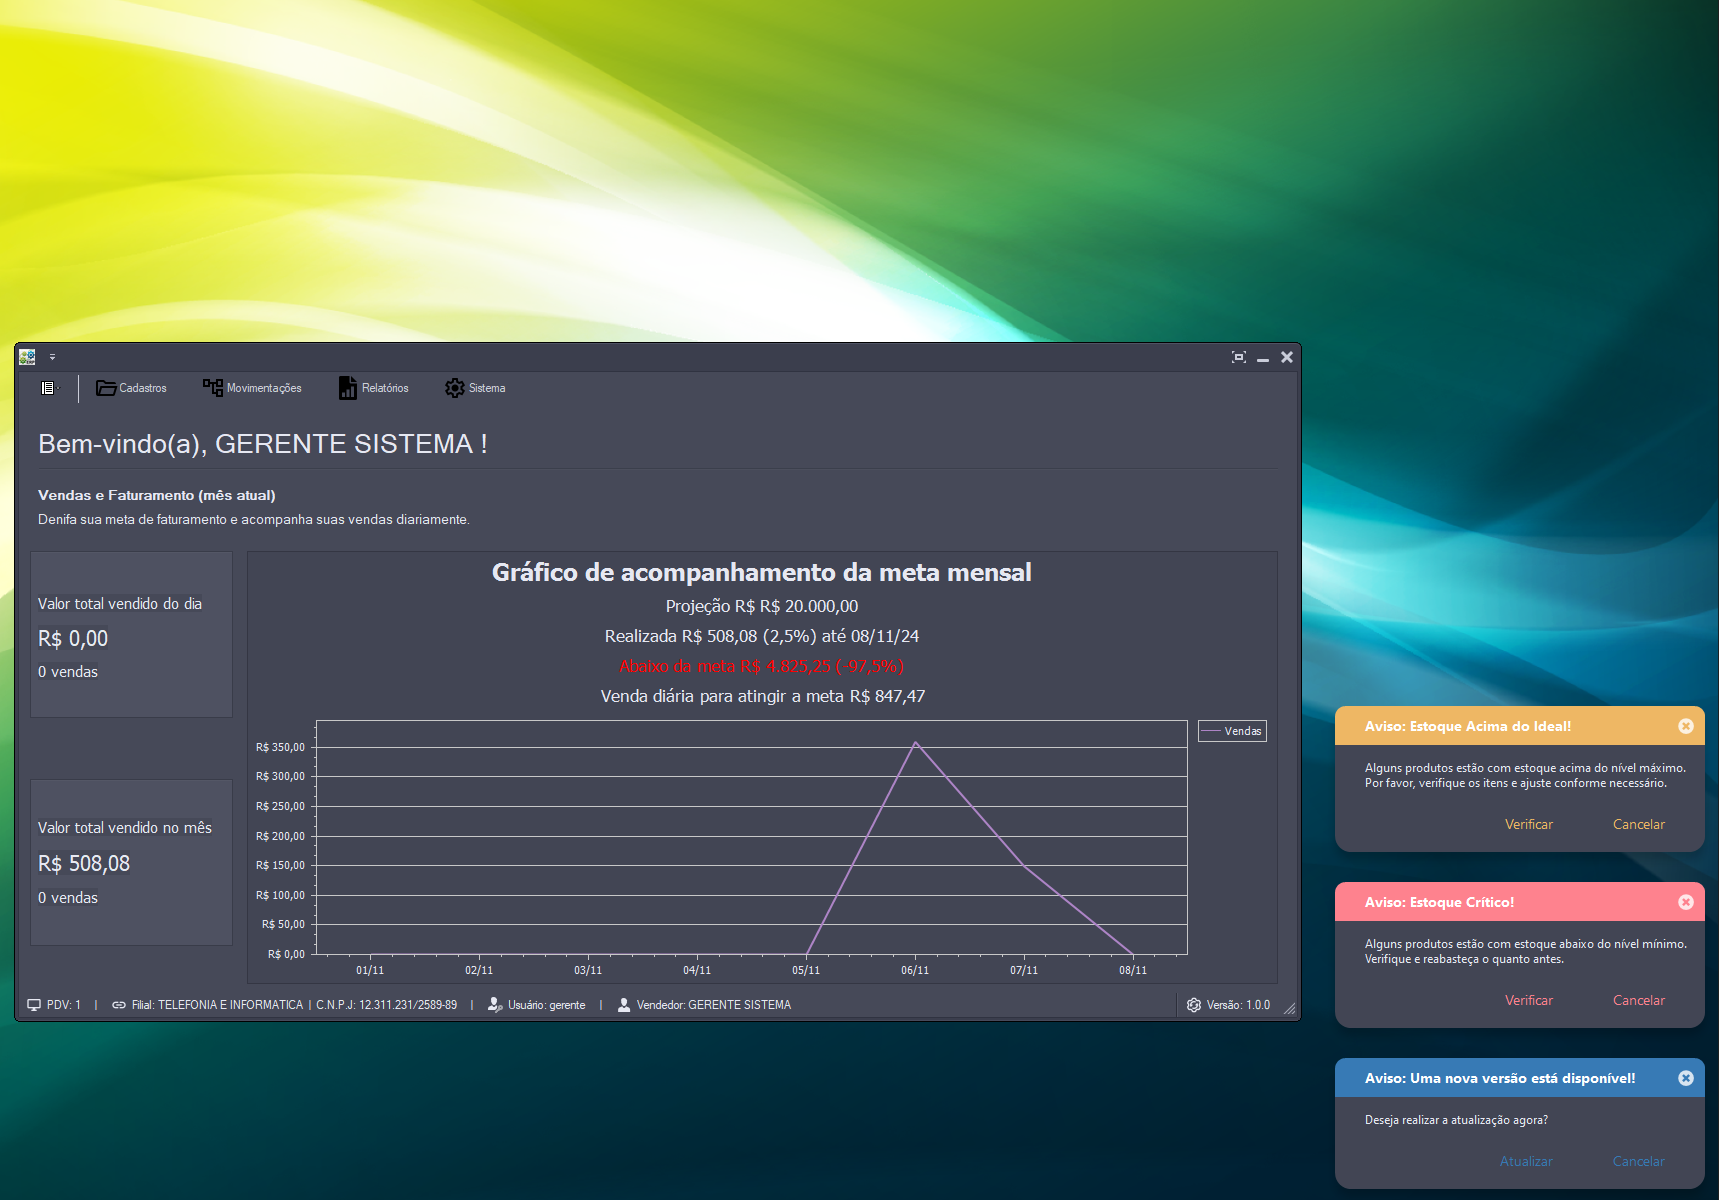 Cadastros
Movimentações
Relatórios
Sistema
Bem-vindo(a), GERENTE SISTEMA !
Vendas e Faturamento (mês atual)
Denifa sua meta de faturamento e acompanha suas vendas diariamente.
Valor total vendido do dia
R$ 0,00
0 vendas
Valor total vendido no mês
R$ 508,08
0 vendas
Gráfico de acompanhamento da meta mensal
Projeção R$ R$ 20.000,00
Realizada R$ 508,08 (2,5%) até 08/11/24
Abaixo da meta R$ 4.825,25 (-97,5%)
Venda diária para atingir a meta R$ 847,47
Vendas
R$ 350,00
R$ 300,00
R$ 250,00
R$ 200,00
R$ 150,00
R$ 100,00
R$ 50,00
R$ 0,00
01/11 02/11 03/11 04/11 05/11 06/11 07/11 08/11
PDV: 1 | Filial: TELEFONIA E INFORMATICA | C.N.P.J: 12.311.231/2589-89 | Usuário: gerente | Vendedor: GERENTE SISTEMA Versão: 1.0.0
Aviso: Estoque Acima do Ideal!
Alguns produtos estão com estoque acima do nível máximo.
Por favor, verifique os itens e ajuste conforme necessário.
Verificar Cancelar
Aviso: Estoque Crítico!
Alguns produtos estão com estoque abaixo do nível mínimo.
Verifique e reabasteça o quanto antes.
Verificar Cancelar
Aviso: Uma nova versão está disponível!
Deseja realizar a atualização agora?
Atualizar Cancelar